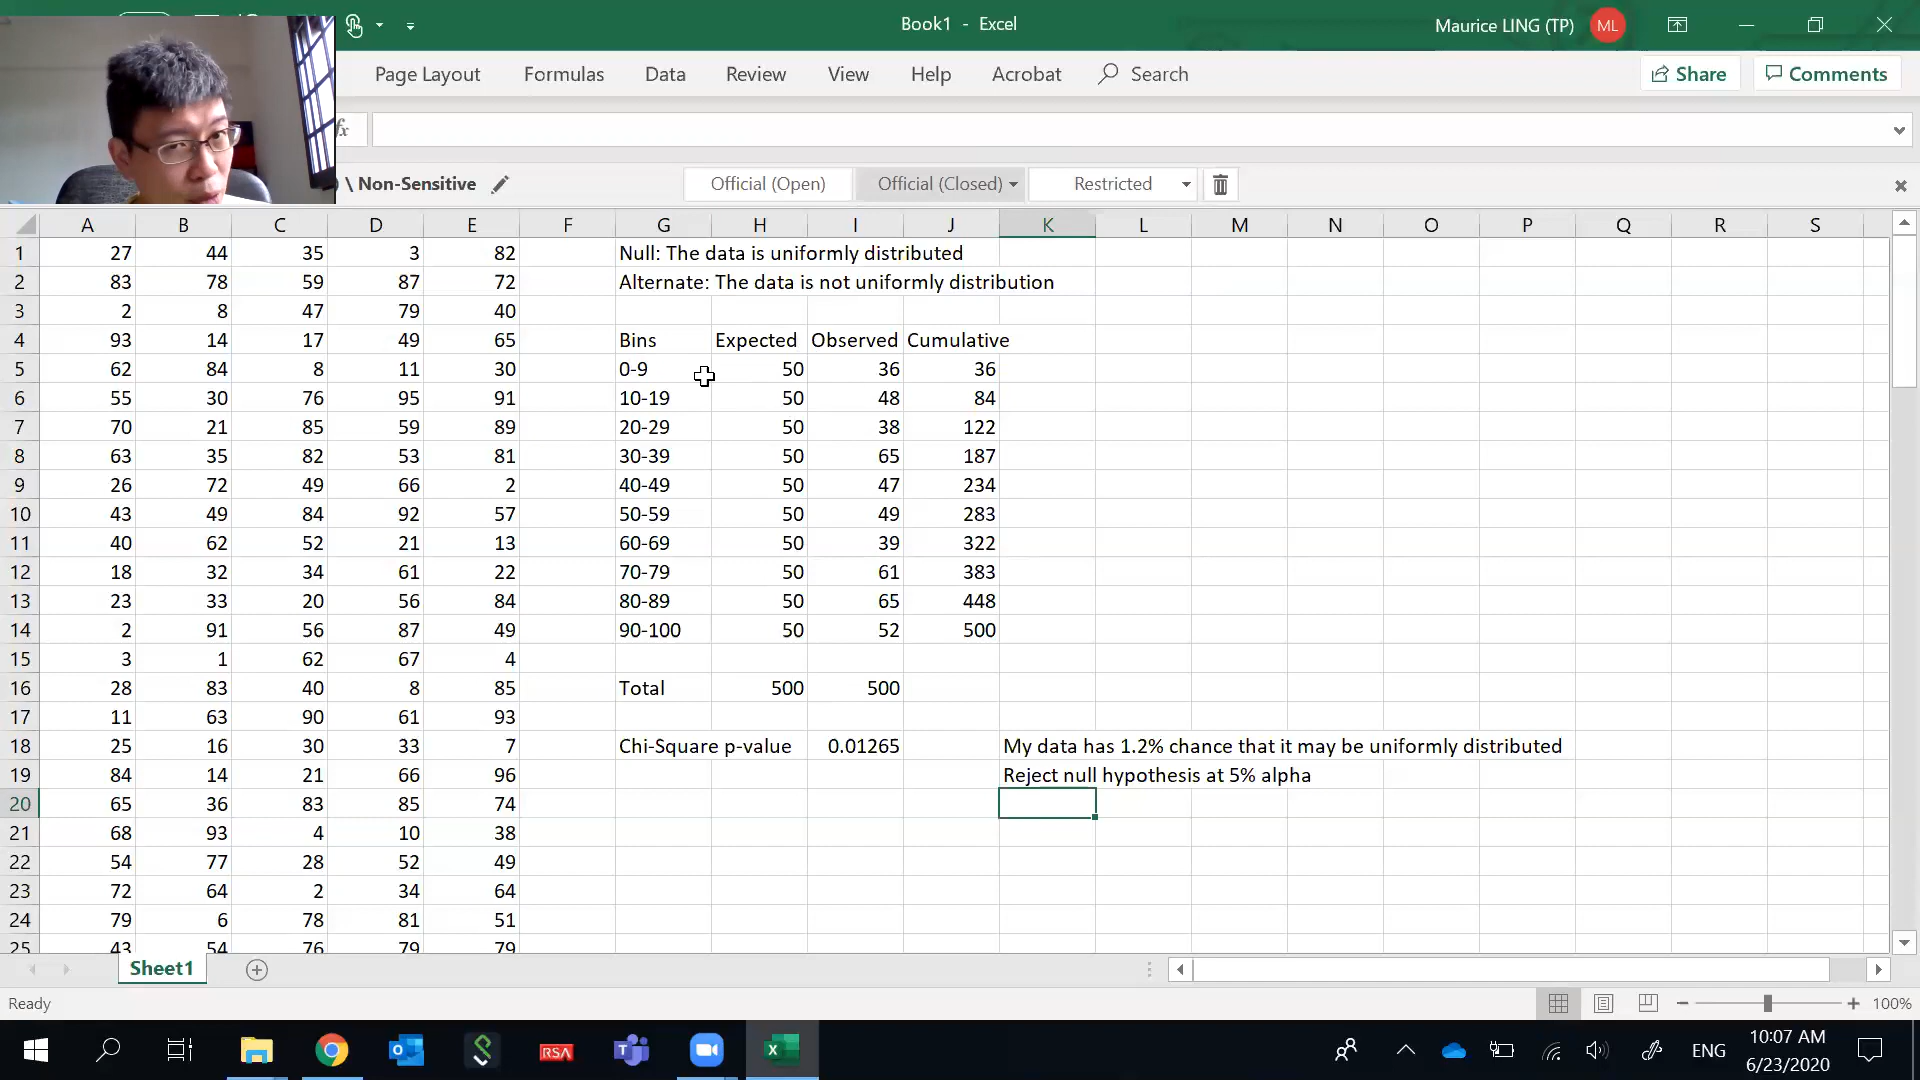 Book1 - Excel
Maurice LING (TP) ML
Page Layout Formulas Data Review View Help Acrobat Search Share Comments
fx
\ Non-Sensitive Official (Open) Official (Closed) Restricted
A B C D E F G H I J K L M N O P Q R S
1 27 44 35 3 82 Null: The data is uniformly distributed
2 83 78 59 87 72 Alternate: The data is not uniformly distribution
3 2 8 47 79 40
4 93 14 17 49 65 Bins Expected Observed Cumulative
5 62 84 8 11 30 0-9 50 36 36
6 55 30 76 95 91 10-19 50 48 84
7 70 21 85 59 89 20-29 50 38 122
8 63 35 82 53 81 30-39 50 65 187
9 26 72 49 66 2 40-49 50 47 234
10 43 49 84 92 57 50-59 50 49 283
11 40 62 52 21 13 60-69 50 39 322
12 18 32 34 61 22 70-79 50 61 383
13 23 33 20 56 84 80-89 50 65 448
14 2 91 56 87 49 90-100 50 52 500
15 3 1 62 67 4
16 28 83 40 8 85 Total 500 500
17 11 63 90 61 93
18 25 16 30 33 7 Chi-Square p-value 0.01265 My data has 1.2% chance that it may be uniformly distributed
19 84 14 21 66 96 Reject null hypothesis at 5% alpha
20 65 36 83 85 74
21 68 93 4 10 38
22 54 77 28 52 49
23 72 64 2 34 64
24 79 6 78 81 51
25 43 54 76 79 79
Sheet1
Ready 100%
RSA ENG 10:07 AM
6/23/2020